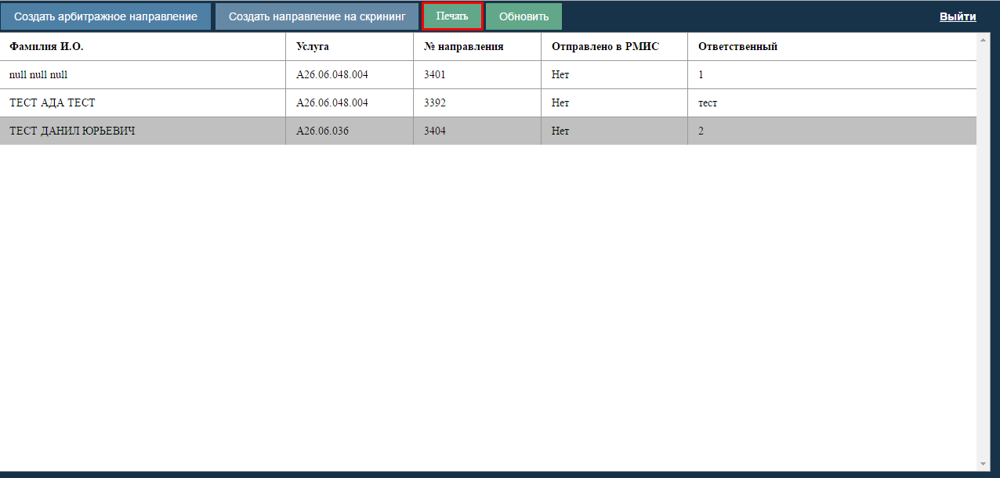 Создать арбитражное направление Создать направление на скрининг Печать Обновить Выйти
Фамилия И.О. Услуга № направления Отправлено в РМИС Ответственный
null null null A26.06.048.004 3401 Нет 1
ТЕСТ АДА ТЕСТ A26.06.048.004 3392 Нет тест
ТЕСТ ДАНИЛ ЮРЬЕВИЧ A26.06.036 3404 Нет 2